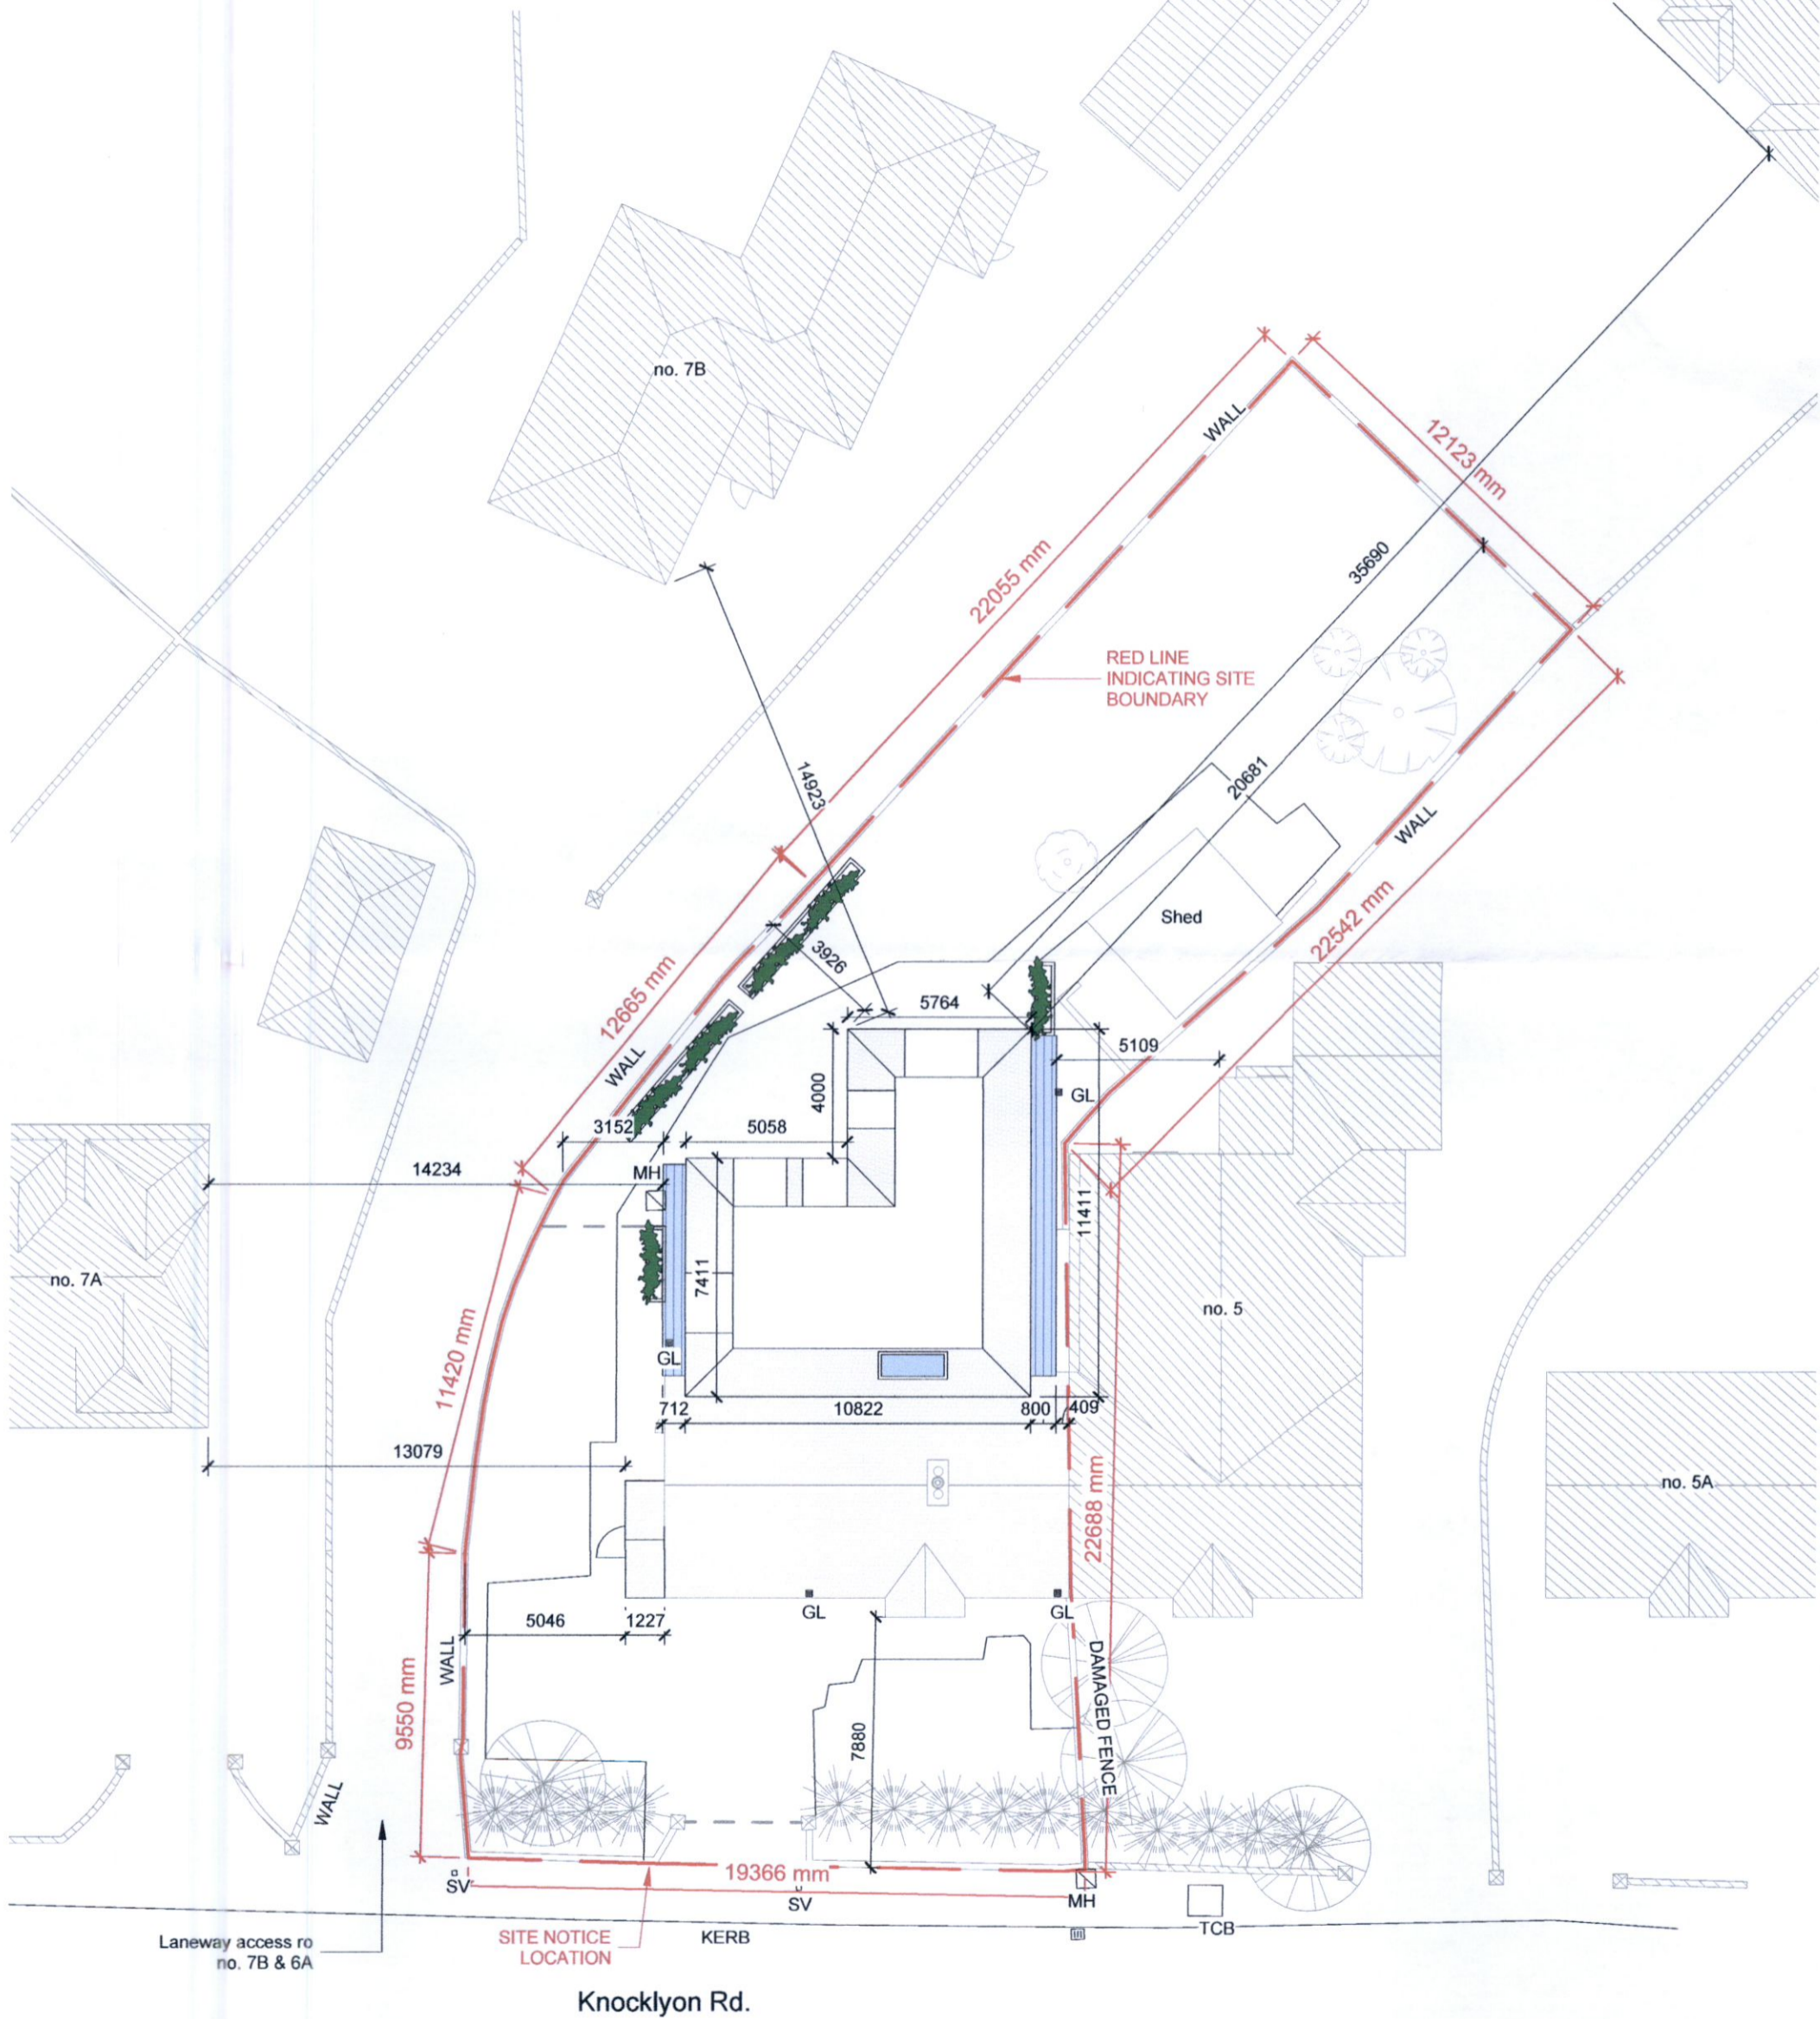 no. 7B
WALL
12123 mm
22055 mm
35690
RED LINE
INDICATING SITE
BOUNDARY
14923
20681
WALL
Shed
22542 mm
3926
12665 mm
5764
WALL
4000
5109
GL
3152
5058
14234
MH
11411
no. 7A
7411
no. 5
GL
11420 mm
712
10822
800
409
13079
22688 mm
no. 5A
GL
GL
5046
1227
WALL
DAMAGED FENCE
9550 mm
7880
WALL
19366 mm
SV
SV
MH
TCB
KERB
SITE NOTICE
LOCATION
Laneway access ro
no. 7B & 6A
Knocklyon Rd.